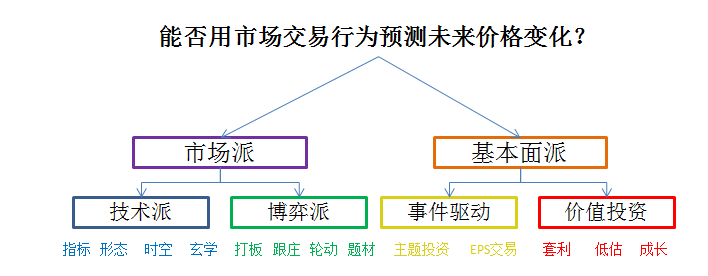 能否用市场交易行为预测未来价格变化？
市场派 基本面派
技术派 博弈派 事件驱动 价值投资
指标 形态 时空 玄学 打板 跟庄 轮动 题材 主题投资 EPS交易 套利 低估 成长